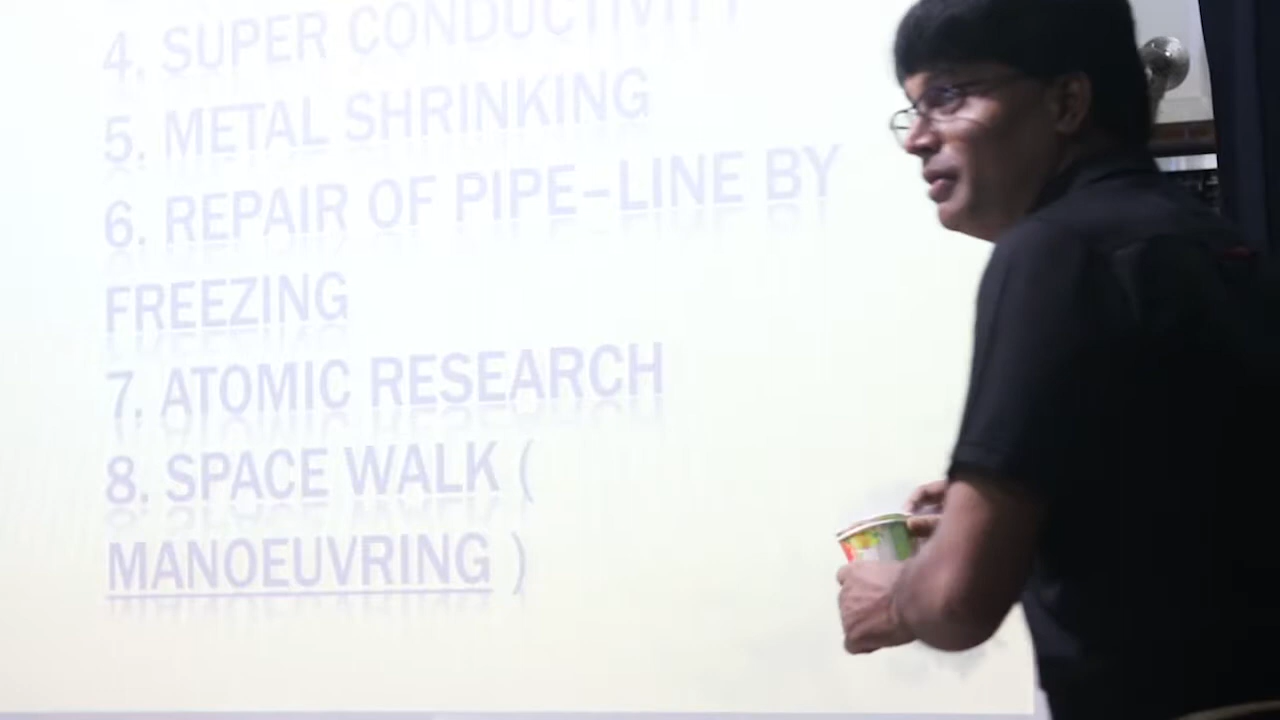 4. SUPER CONDUCTIVITY
5. METAL SHRINKING
6. REPAIR OF PIPE-LINE BY
FREEZING
7. ATOMIC RESEARCH
8. SPACE WALK (
MANOEUVRING )